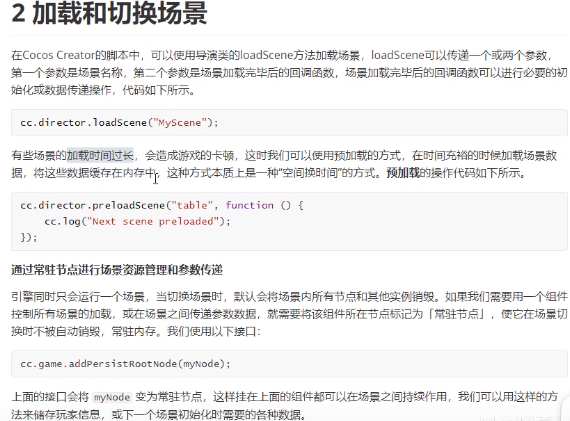 2 加载和切换场景
在Cocos Creator的脚本中，可以使用导演类的loadScene方法加载场景，loadScene可以传递一个或两个参数，
第一个参数是场景名称，第二个参数是场景加载完毕后的回调函数，场景加载完毕后的回调函数可以进行必要的初
始化或数据传递操作，代码如下所示。
cc.director.loadScene("MyScene");
有些场景的加载时间过长，会造成游戏的卡顿，这时我们可以使用预加载的方式，在时间充裕的时候加载场景数
据，将这些数据缓存在内存中，这种方式本质上是一种“空间换时间”的方式。预加载的操作代码如下所示。
cc.director.preloadScene("table", function () {
cc.log("Next scene preloaded");
});
通过常驻节点进行场景资源管理和参数传递
引擎同时只会运行一个场景，当切换场景时，默认会将场景内所有节点和其他实例销毁。如果我们需要用一个组件
控制所有场景的加载，或在场景之间传递参数数据，就需要将该组件所在节点标记为「常驻节点」，使它在场景切
换时不被自动销毁，常驻内存。我们使用以下接口：
cc.game.addPersistRootNode(myNode);
上面的接口会将 myNode 变为常驻节点，这样挂在上面的组件都可以在场景之间持续作用，我们可以用这样的方
法来储存玩家信息，或下一个场景初始化时需要的各种数据。